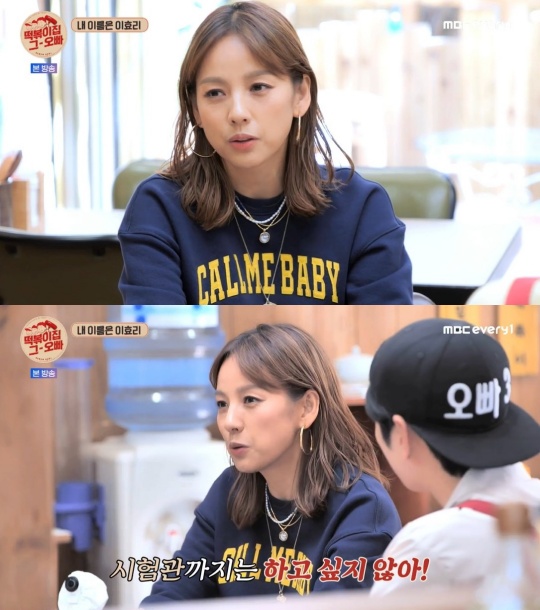 떡볶이집
그-오빠
내 이름은 이효리
mbc every1
본 방송
CALL ME BABY
떡볶이집
그-오빠
내 이름은 이효리
mbc every1
본 방송
오빠 3
CALL ME
시험관까지는 하고 싶지 않아!